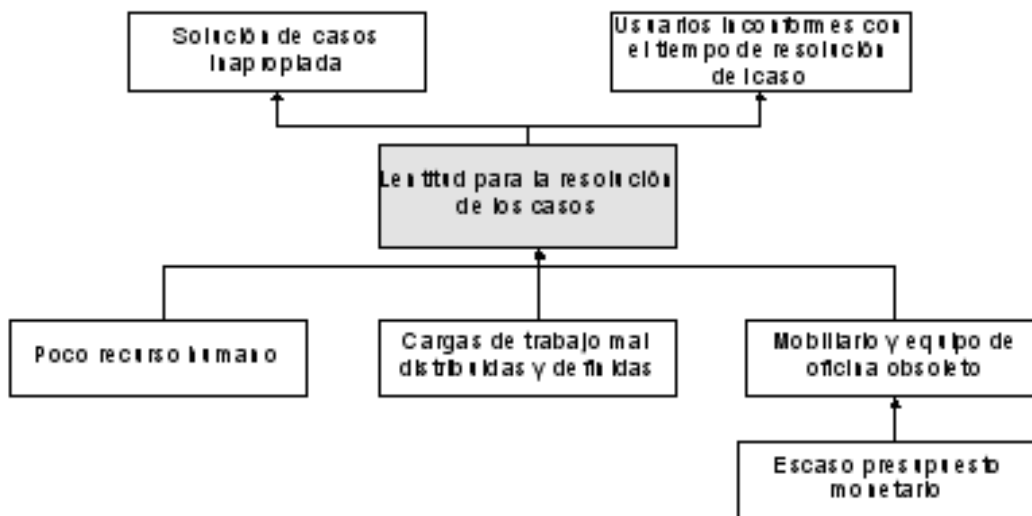 Solución de casos
inapropiada
Usuarios inconformes con
el tiempo de resolución
del caso
Lentitud para la resolución
de los casos
Poco recurso humano
Cargas de trabajo mal
distribuidas y definidas
Mobiliario y equipo de
oficina obsoleto
Escaso presupuesto
monetario